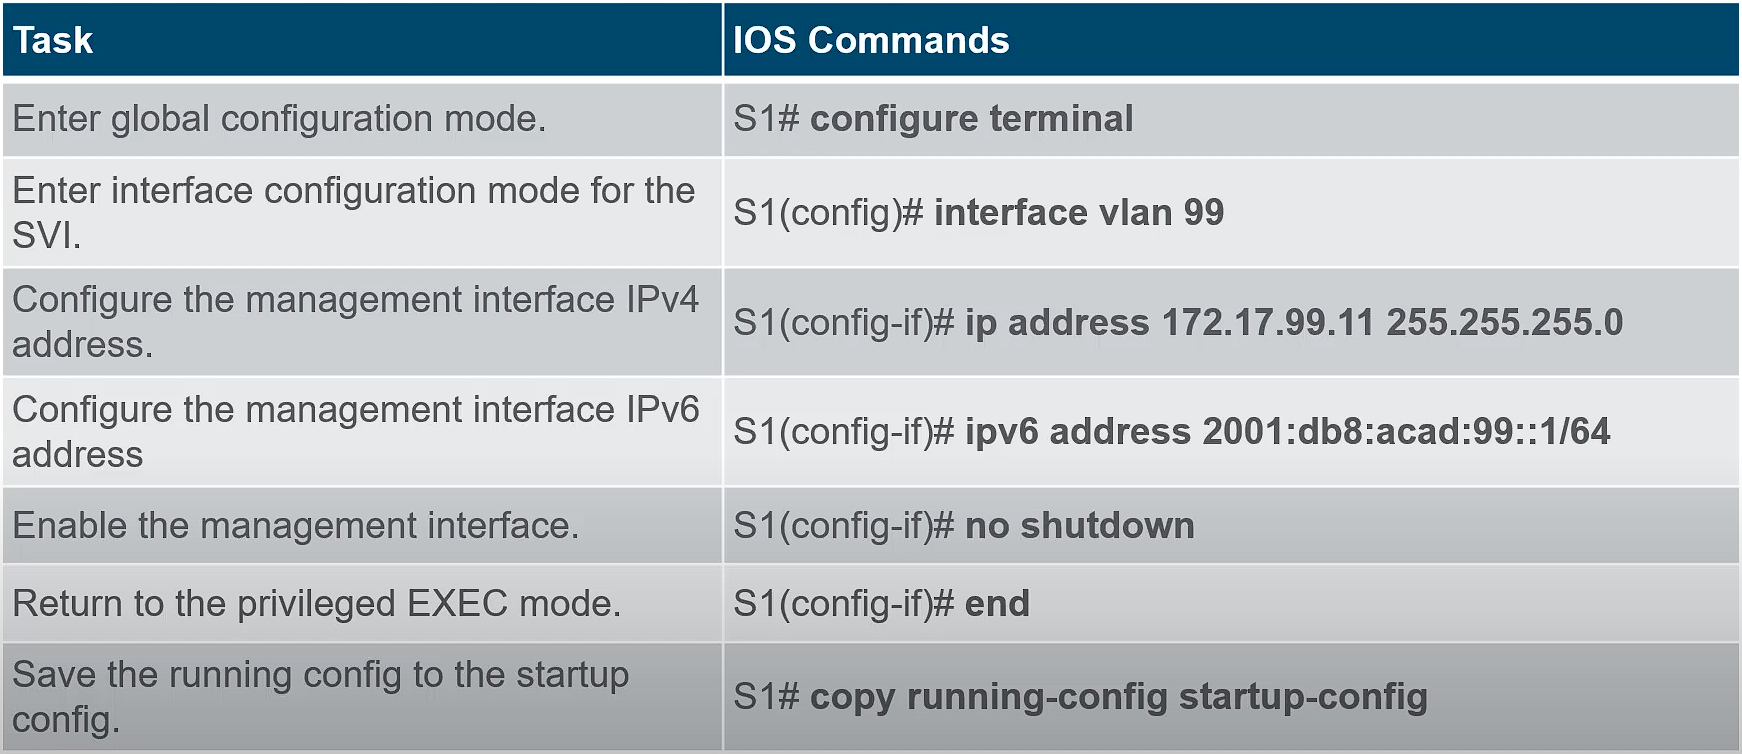 Task
IOS Commands
Enter global configuration mode.
S1# configure terminal
Enter interface configuration mode for the
SVI.
S1(config)# interface vlan 99
Configure the management interface IPv4
address.
S1(config-if)# ip address 172.17.99.11 255.255.255.0
Configure the management interface IPv6
address
S1(config-if)# ipv6 address 2001:db8:acad:99::1/64
Enable the management interface.
S1(config-if)# no shutdown
Return to the privileged EXEC mode.
S1(config-if)# end
Save the running config to the startup
config.
S1# copy running-config startup-config